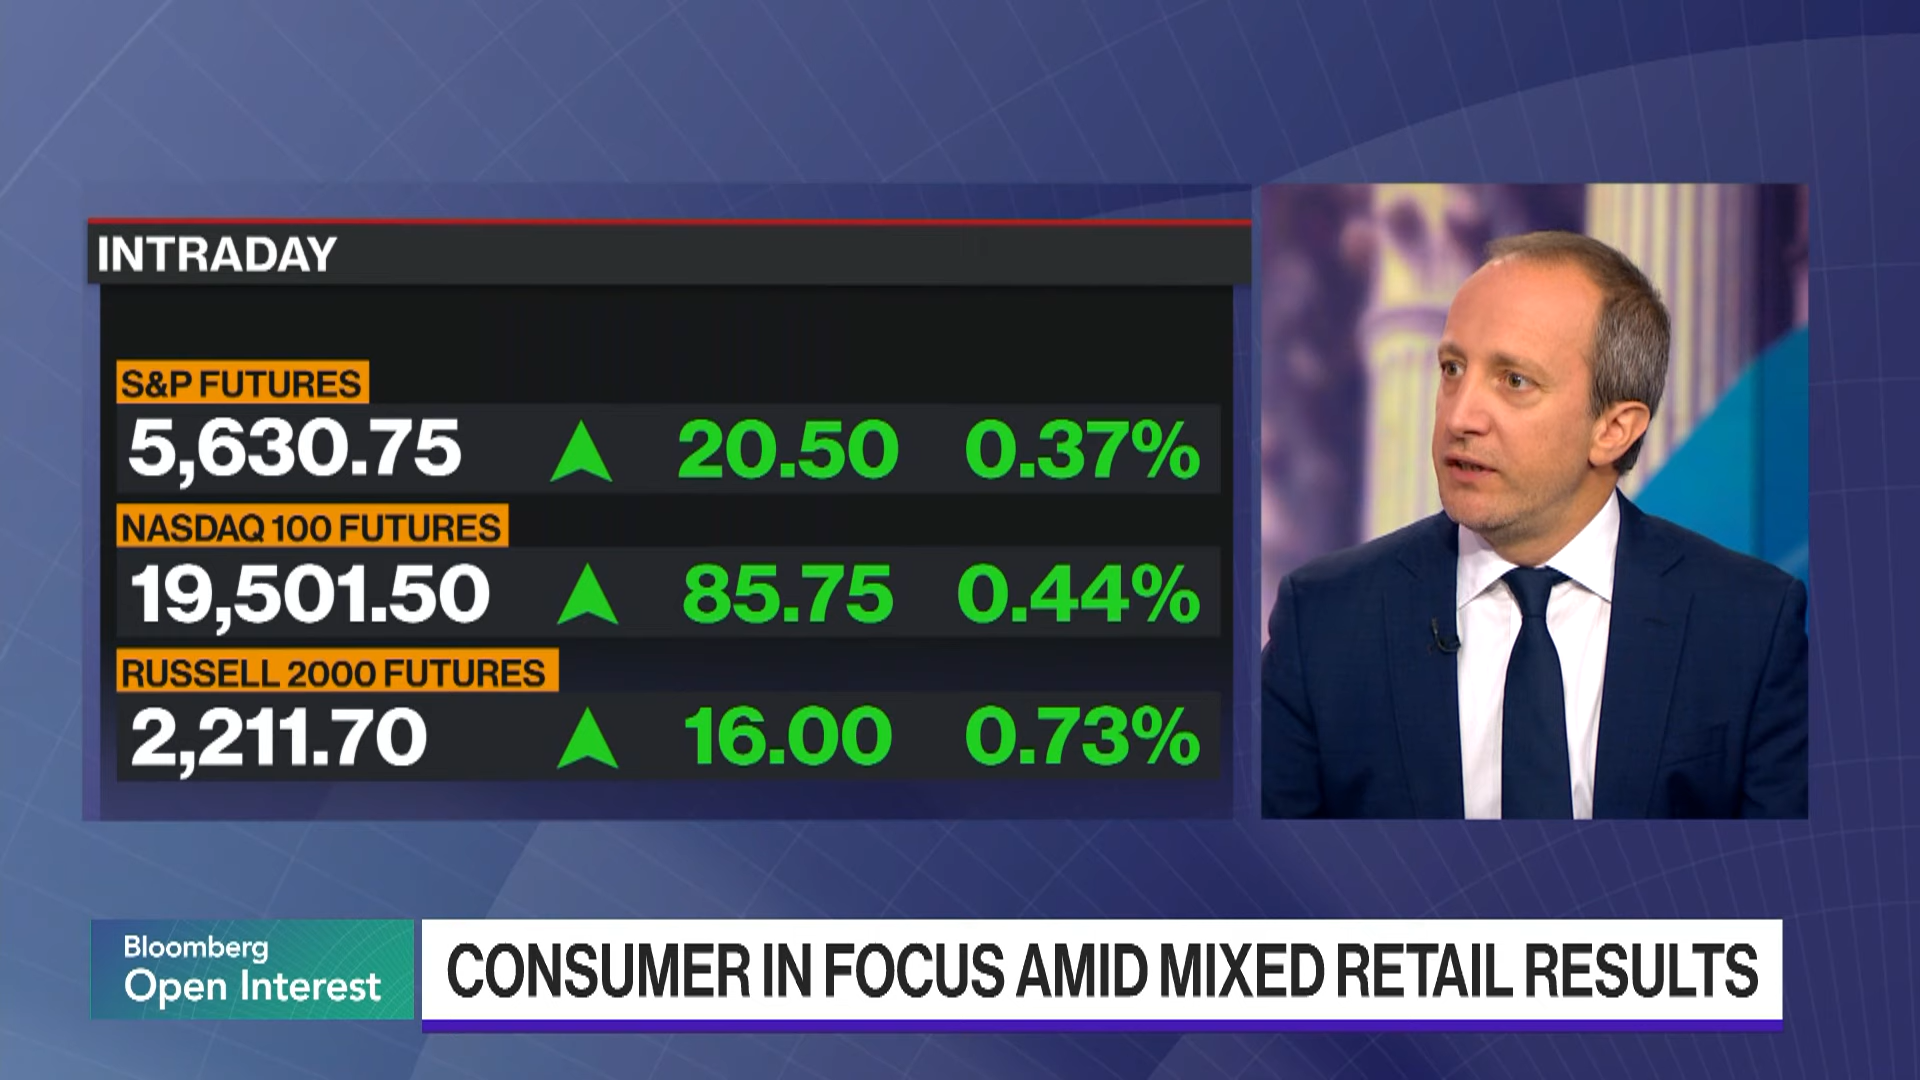 INTRADAY
S&P FUTURES
5,630.75 ▲ 20.50 0.37%
NASDAQ 100 FUTURES
19,501.50 ▲ 85.75 0.44%
RUSSELL 2000 FUTURES
2,211.70 ▲ 16.00 0.73%
Bloomberg
Open Interest
CONSUMER IN FOCUS AMID MIXED RETAIL RESULTS